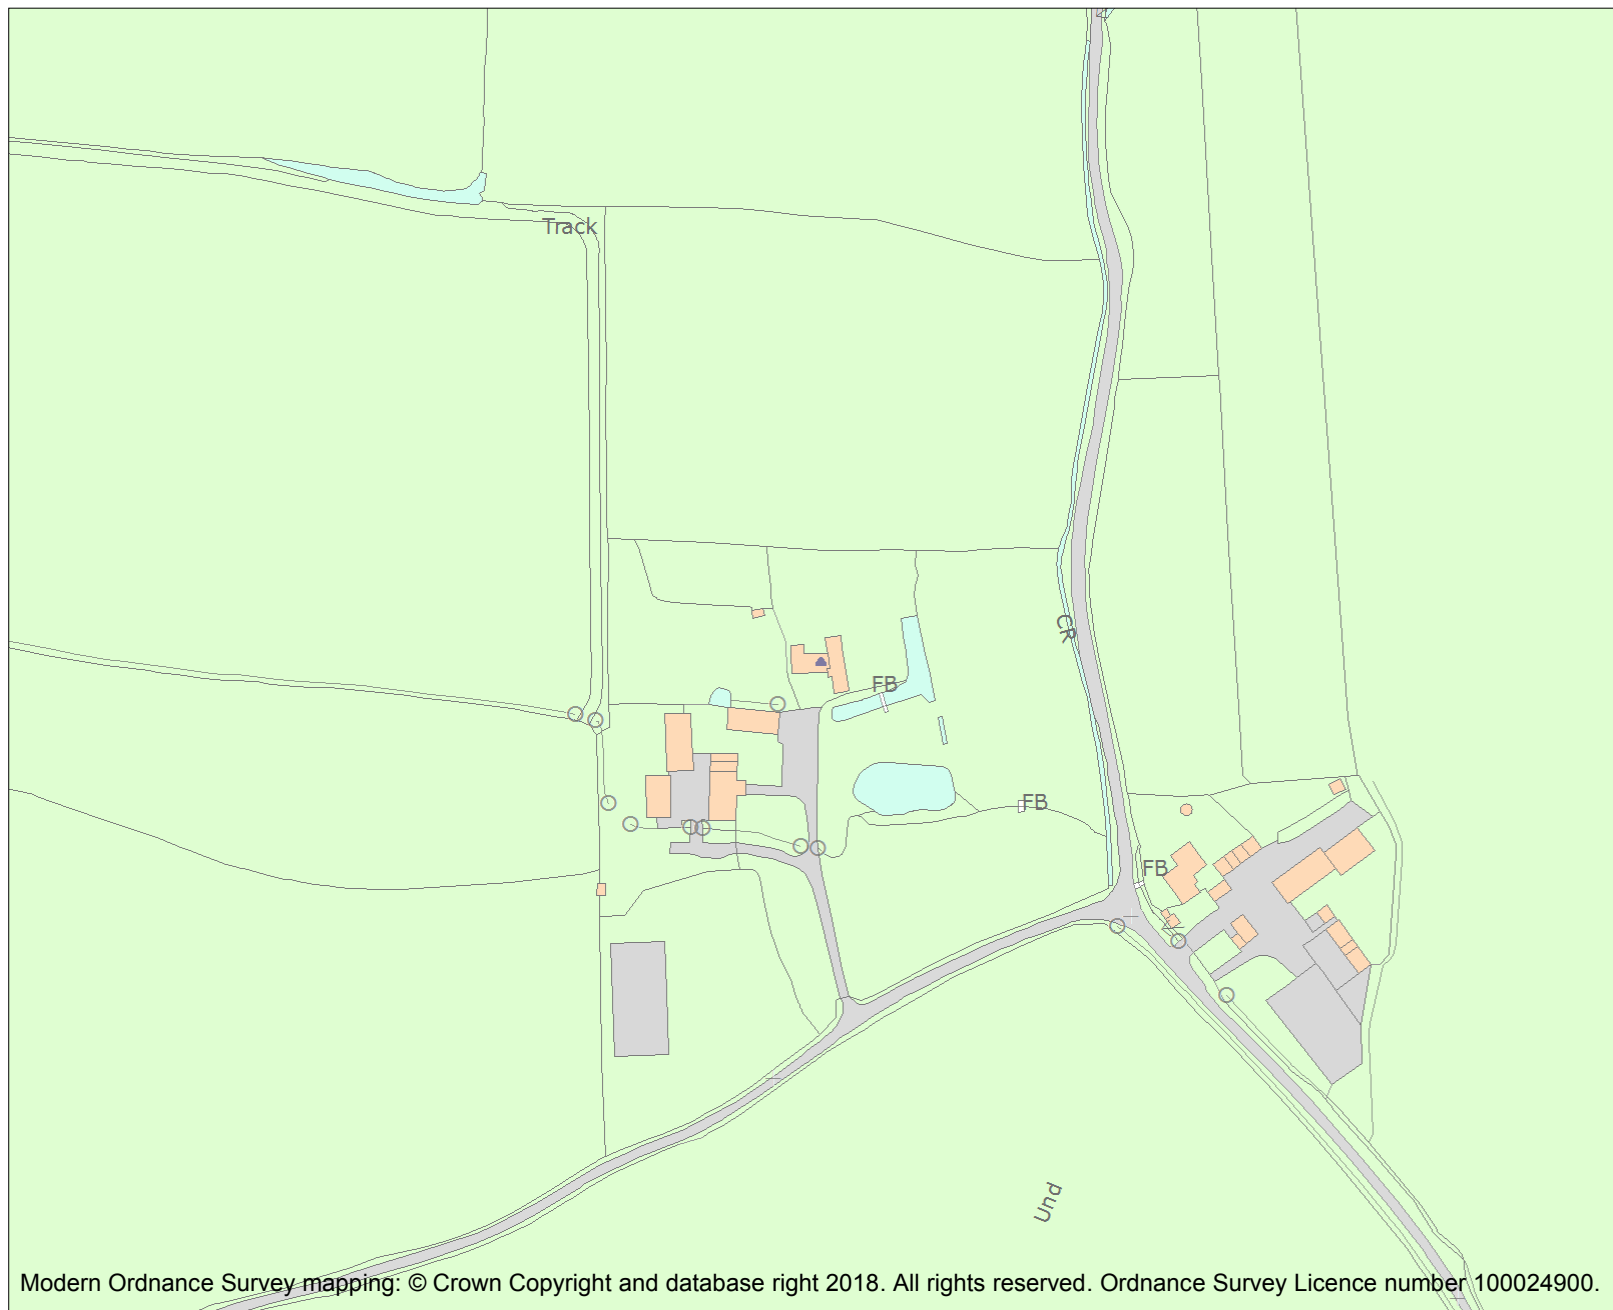 Track
CR
FB
FB
FB
Und
Modern Ordnance Survey mapping: © Crown Copyright and database right 2018. All rights reserved. Ordnance Survey Licence number 100024900.